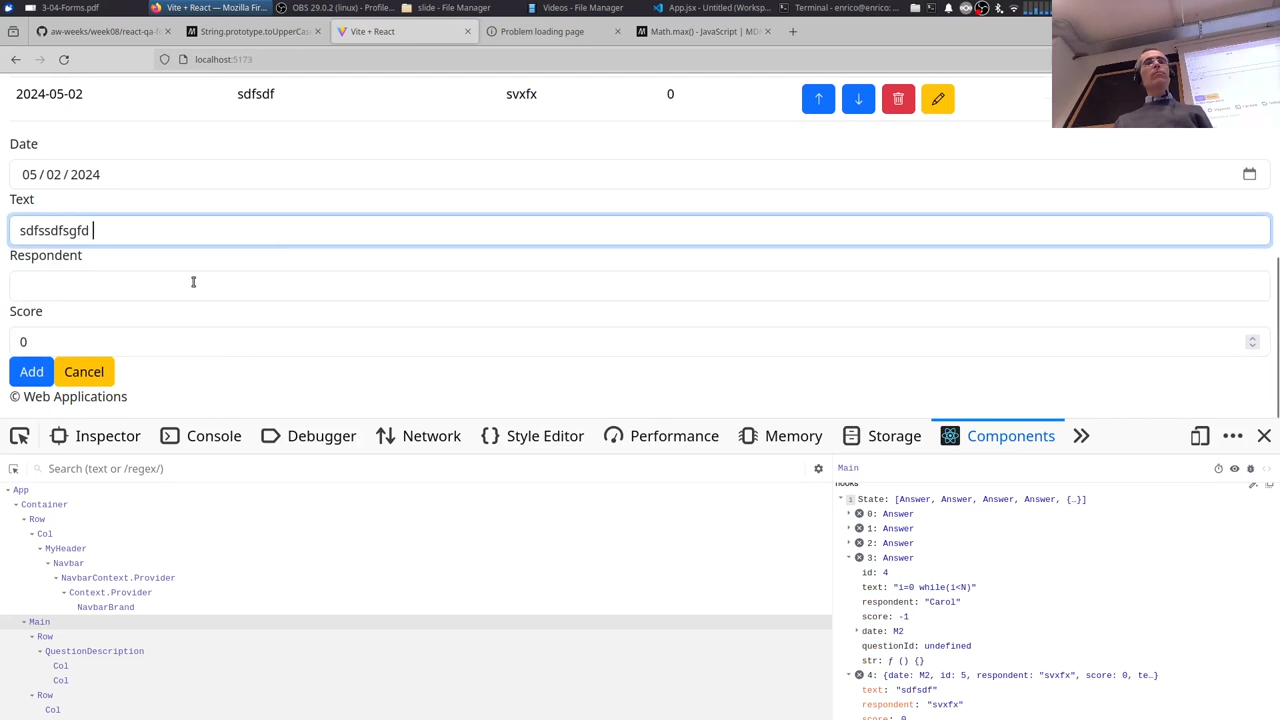 3-04-Forms.pdf
Vite + React — Mozilla Fir...
OBS 29.0.2 (linux) - Profile...
slide - File Manager
Videos - File Manager
App.jsx - Untitled (Worksp...
Terminal - enrico@enrico: ...
aw-weeks/week08/react-qa-f
String.prototype.toUpperCas
Vite + React
Problem loading page
Math.max() - JavaScript | MD
localhost:5173
2024-05-02 sdfsdf svxfx 0
Date
05 / 02 / 2024
Text
sdfssdfsgfd
Respondent
Score
0
Add Cancel
© Web Applications
Inspector Console Debugger Network Style Editor Performance Memory Storage Components
Search (text or /regex/)
Main
App
Container
Row
Col
MyHeader
Navbar
NavbarContext.Provider
Context.Provider
NavbarBrand
Main
Row
QuestionDescription
Col
Col
Row
Col
hooks
1 State: [Answer, Answer, Answer, Answer, {…}]
0: Answer
1: Answer
2: Answer
3: Answer
id: 4
text: "i=0 while(i<N)"
respondent: "Carol"
score: -1
date: M2
questionId: undefined
str: ƒ () {}
4: {date: M2, id: 5, respondent: "svxfx", score: 0, te…}
text: "sdfsdf"
respondent: "svxfx"
score: 0